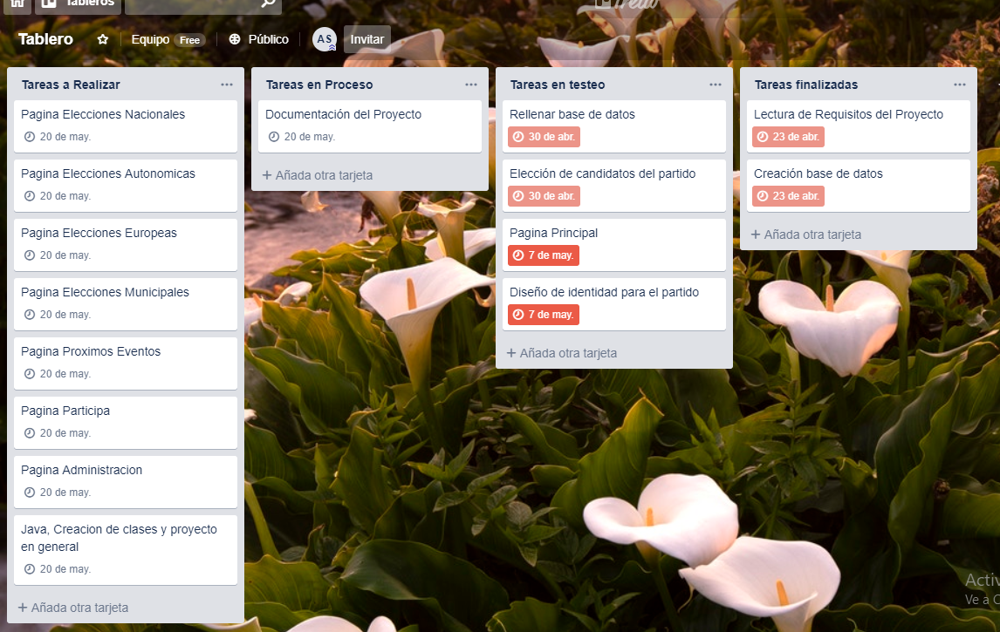 Tableros
Trello
Tablero
Equipo Free
Público
AS
Invitar
Tareas a Realizar
Pagina Elecciones Nacionales
20 de may.
Pagina Elecciones Autonomicas
20 de may.
Pagina Elecciones Europeas
20 de may.
Pagina Elecciones Municipales
20 de may.
Pagina Proximos Eventos
20 de may.
Pagina Participa
20 de may.
Pagina Administracion
20 de may.
Java, Creacion de clases y proyecto
en general
20 de may.
+ Añada otra tarjeta
Tareas en Proceso
Documentación del Proyecto
20 de may.
+ Añada otra tarjeta
Tareas en testeo
Rellenar base de datos
30 de abr.
Elección de candidatos del partido
30 de abr.
Pagina Principal
7 de may.
Diseño de identidad para el partido
7 de may.
+ Añada otra tarjeta
Tareas finalizadas
Lectura de Requisitos del Proyecto
23 de abr.
Creación base de datos
23 de abr.
+ Añada otra tarjeta
Activ
Ve a C